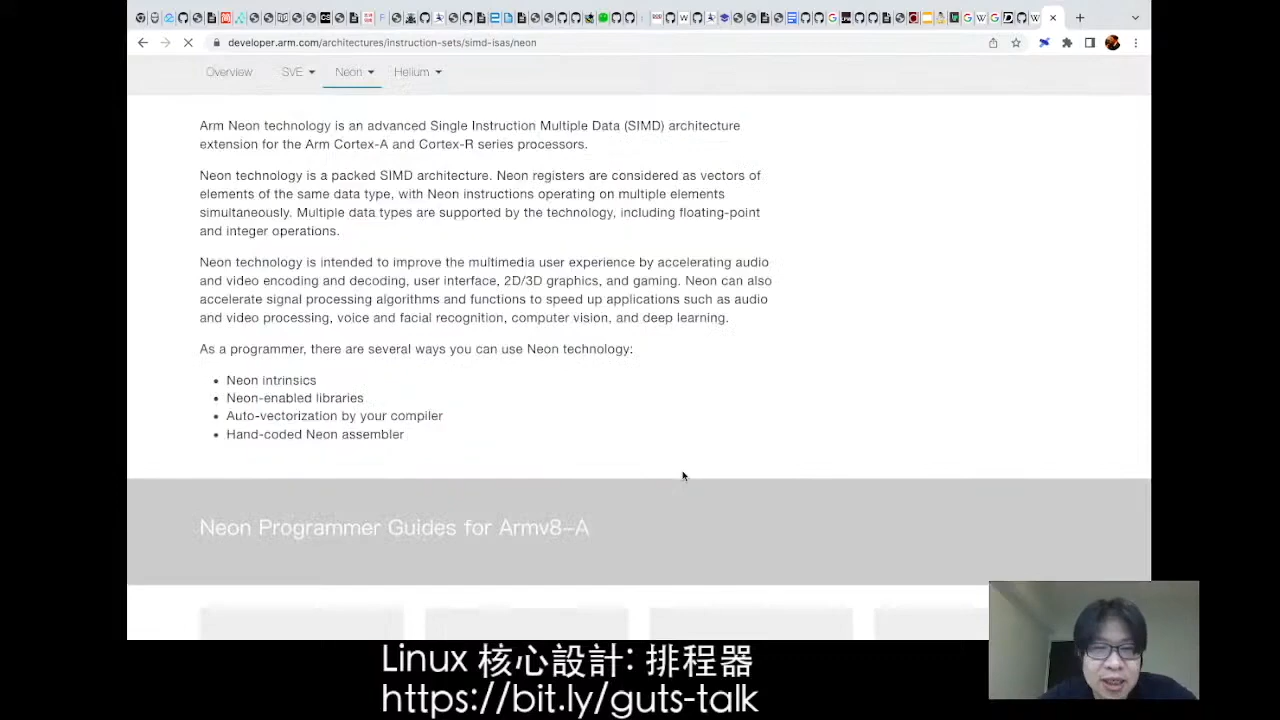 developer.arm.com/architectures/instruction-sets/simd-isas/neon
Overview SVE Neon Helium
Arm Neon technology is an advanced Single Instruction Multiple Data (SIMD) architecture
extension for the Arm Cortex-A and Cortex-R series processors.
Neon technology is a packed SIMD architecture. Neon registers are considered as vectors of
elements of the same data type, with Neon instructions operating on multiple elements
simultaneously. Multiple data types are supported by the technology, including floating-point
and integer operations.
Neon technology is intended to improve the multimedia user experience by accelerating audio
and video encoding and decoding, user interface, 2D/3D graphics, and gaming. Neon can also
accelerate signal processing algorithms and functions to speed up applications such as audio
and video processing, voice and facial recognition, computer vision, and deep learning.
As a programmer, there are several ways you can use Neon technology:
• Neon intrinsics
• Neon-enabled libraries
• Auto-vectorization by your compiler
• Hand-coded Neon assembler
Neon Programmer Guides for Armv8-A
Linux 核心設計: 排程器
https://bit.ly/guts-talk